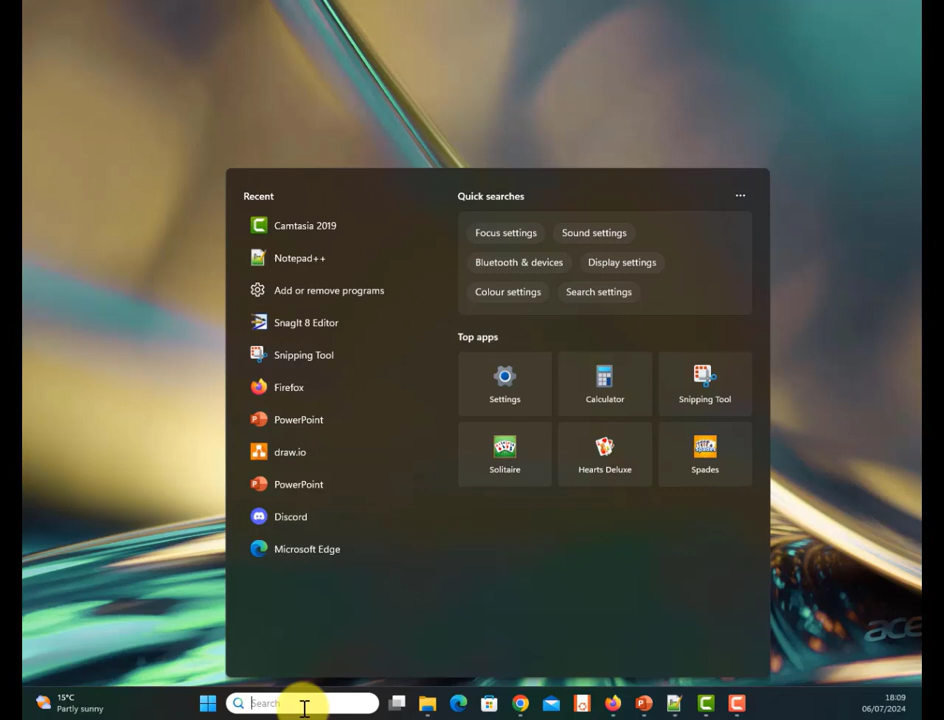 Recent
Camtasia 2019
Notepad++
Add or remove programs
SnagIt 8 Editor
Snipping Tool
Firefox
PowerPoint
draw.io
PowerPoint
Discord
Microsoft Edge
Quick searches
Focus settings Sound settings
Bluetooth & devices Display settings
Colour settings Search settings
Top apps
Settings Calculator Snipping Tool
Solitaire Hearts Deluxe Spades
acer
15°C
Partly sunny
Search
18:09
06/07/2024